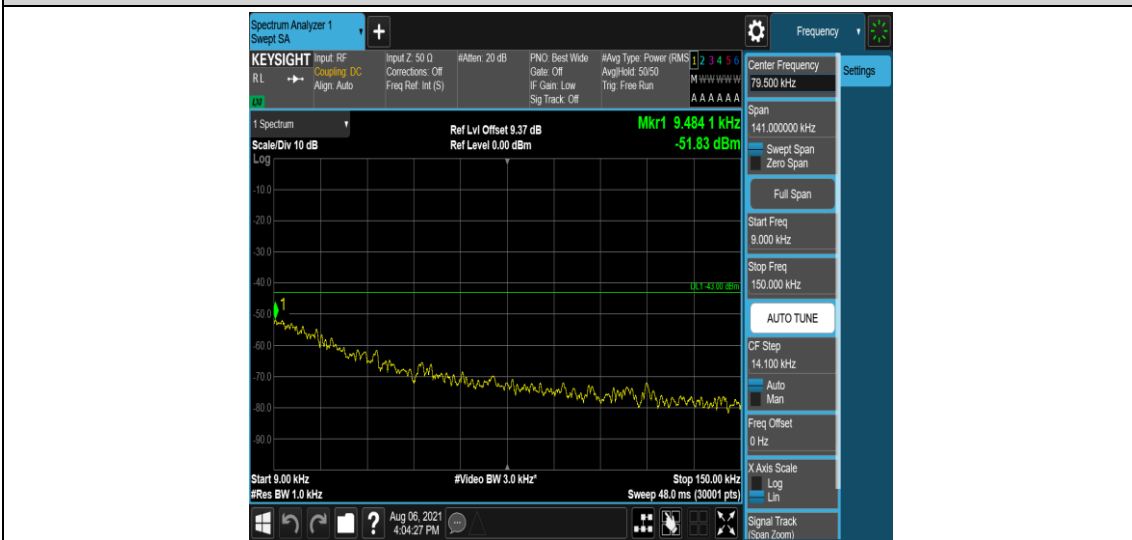 Spectrum Analyzer 1
Swept SA
+
Frequency
KEYSIGHT
RL
LXI
Input: RF
Coupling: DC
Align: Auto
Input Z: 50 Ω
Corrections: Off
Freq Ref: Int (S)
#Atten: 20 dB
PNO: Best Wide
Gate: Off
IF Gain: Low
Sig Track: Off
#Avg Type: Power (RMS
Avg|Hold: 50/50
Trig: Free Run
1 2 3 4 5 6
M W W W W W
A A A A A A
1 Spectrum
Scale/Div 10 dB
Log
Ref Lvl Offset 9.37 dB
Ref Level 0.00 dBm
Mkr1 9.484 1 kHz
-51.83 dBm
-10.0
-20.0
-30.0
-40.0
-50.0
-60.0
-70.0
-80.0
-90.0
DL1 -43.00 dBm
1
Start 9.00 kHz
#Res BW 1.0 kHz
#Video BW 3.0 kHz*
Stop 150.00 kHz
Sweep 48.0 ms (30001 pts)
Center Frequency
79.500 kHz
Span
141.000000 kHz
Swept Span
Zero Span
Full Span
Start Freq
9.000 kHz
Stop Freq
150.000 kHz
AUTO TUNE
CF Step
14.100 kHz
Auto
Man
Freq Offset
0 Hz
X Axis Scale
Log
Lin
Signal Track
(Span Zoom)
Settings
?
Aug 06, 2021
4:04:27 PM